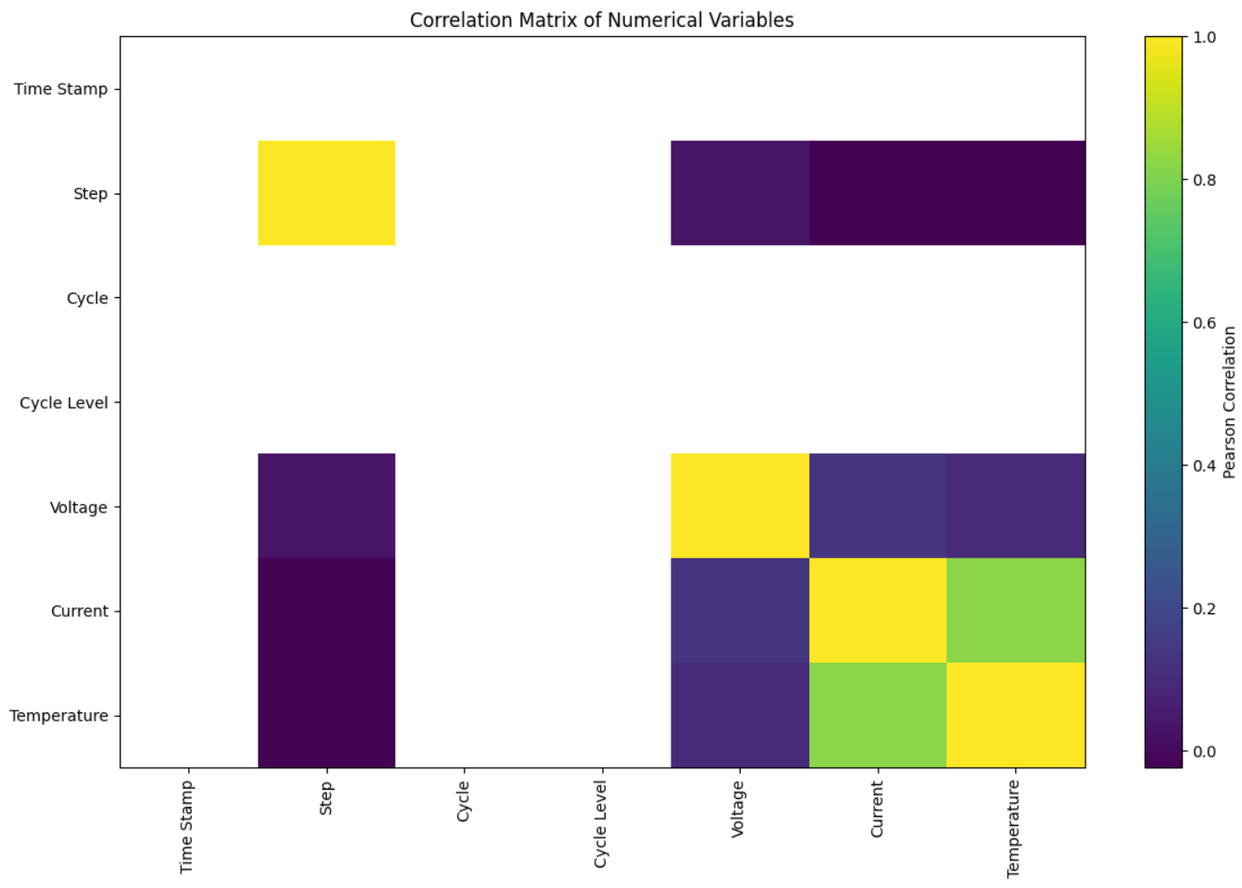 Correlation Matrix of Numerical Variables
Time Stamp
Step
Cycle
Cycle Level
Voltage
Current
Temperature
Time Stamp
Step
Cycle
Cycle Level
Voltage
Current
Temperature
1.0
0.8
0.6
0.4
0.2
0.0
Pearson Correlation